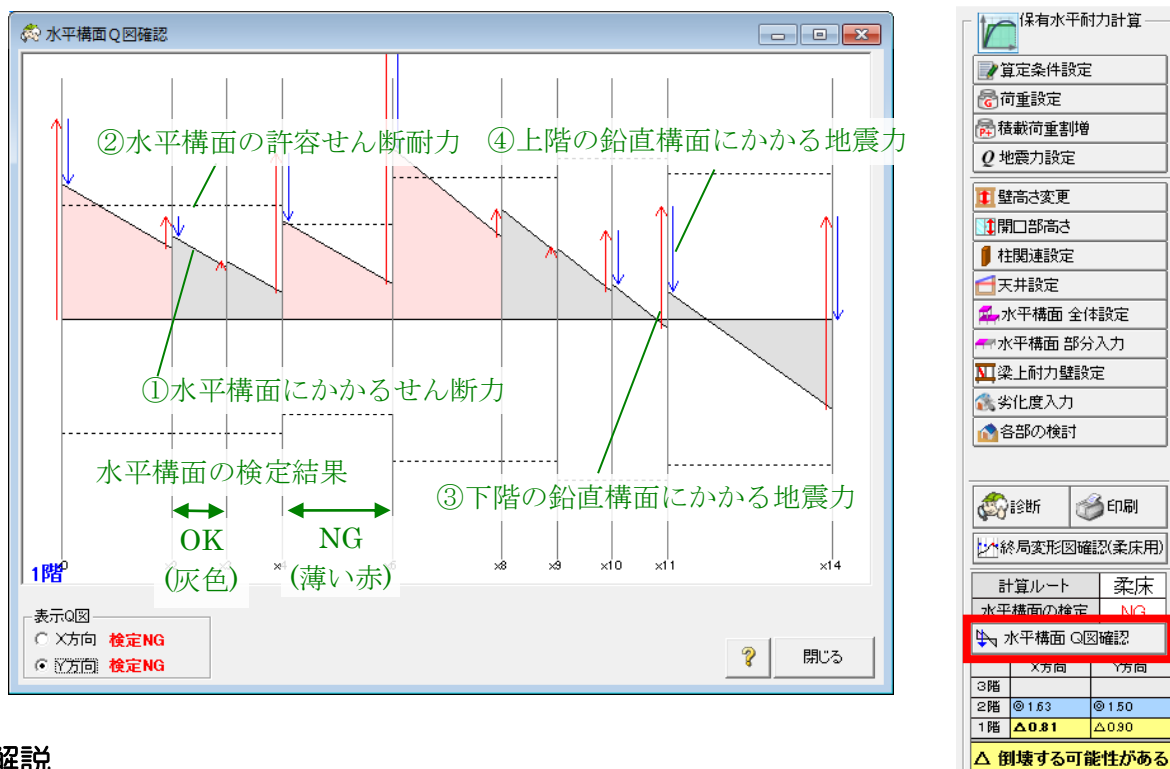 水平構面Q図確認
②水平構面の許容せん断耐力
④上階の鉛直構面にかかる地震力
①水平構面にかかるせん断力
水平構面の検定結果
③下階の鉛直構面にかかる地震力
OK
NG
(灰色)
(薄い赤)
1階
x8
x9
x10
x11
x14
表示Q図
X方向 検定NG
Y方向 検定NG
?
閉じる
解説
保有水平耐力計算
算定条件設定
荷重設定
積載荷重割増
Q 地震力設定
壁高さ変更
開口部高さ
柱関連設定
天井設定
水平構面 全体設定
水平構面 部分入力
梁上耐力壁設定
劣化度入力
各部の検討
診断
印刷
終局変形図確認(柔床用)
計算ルート 柔床
水平構面の検定 NG
水平構面 Q図確認
X方向 Y方向
3階
2階 ◎1.63 ◎1.50
1階 △0.81 △0.90
△ 倒壊する可能性がある